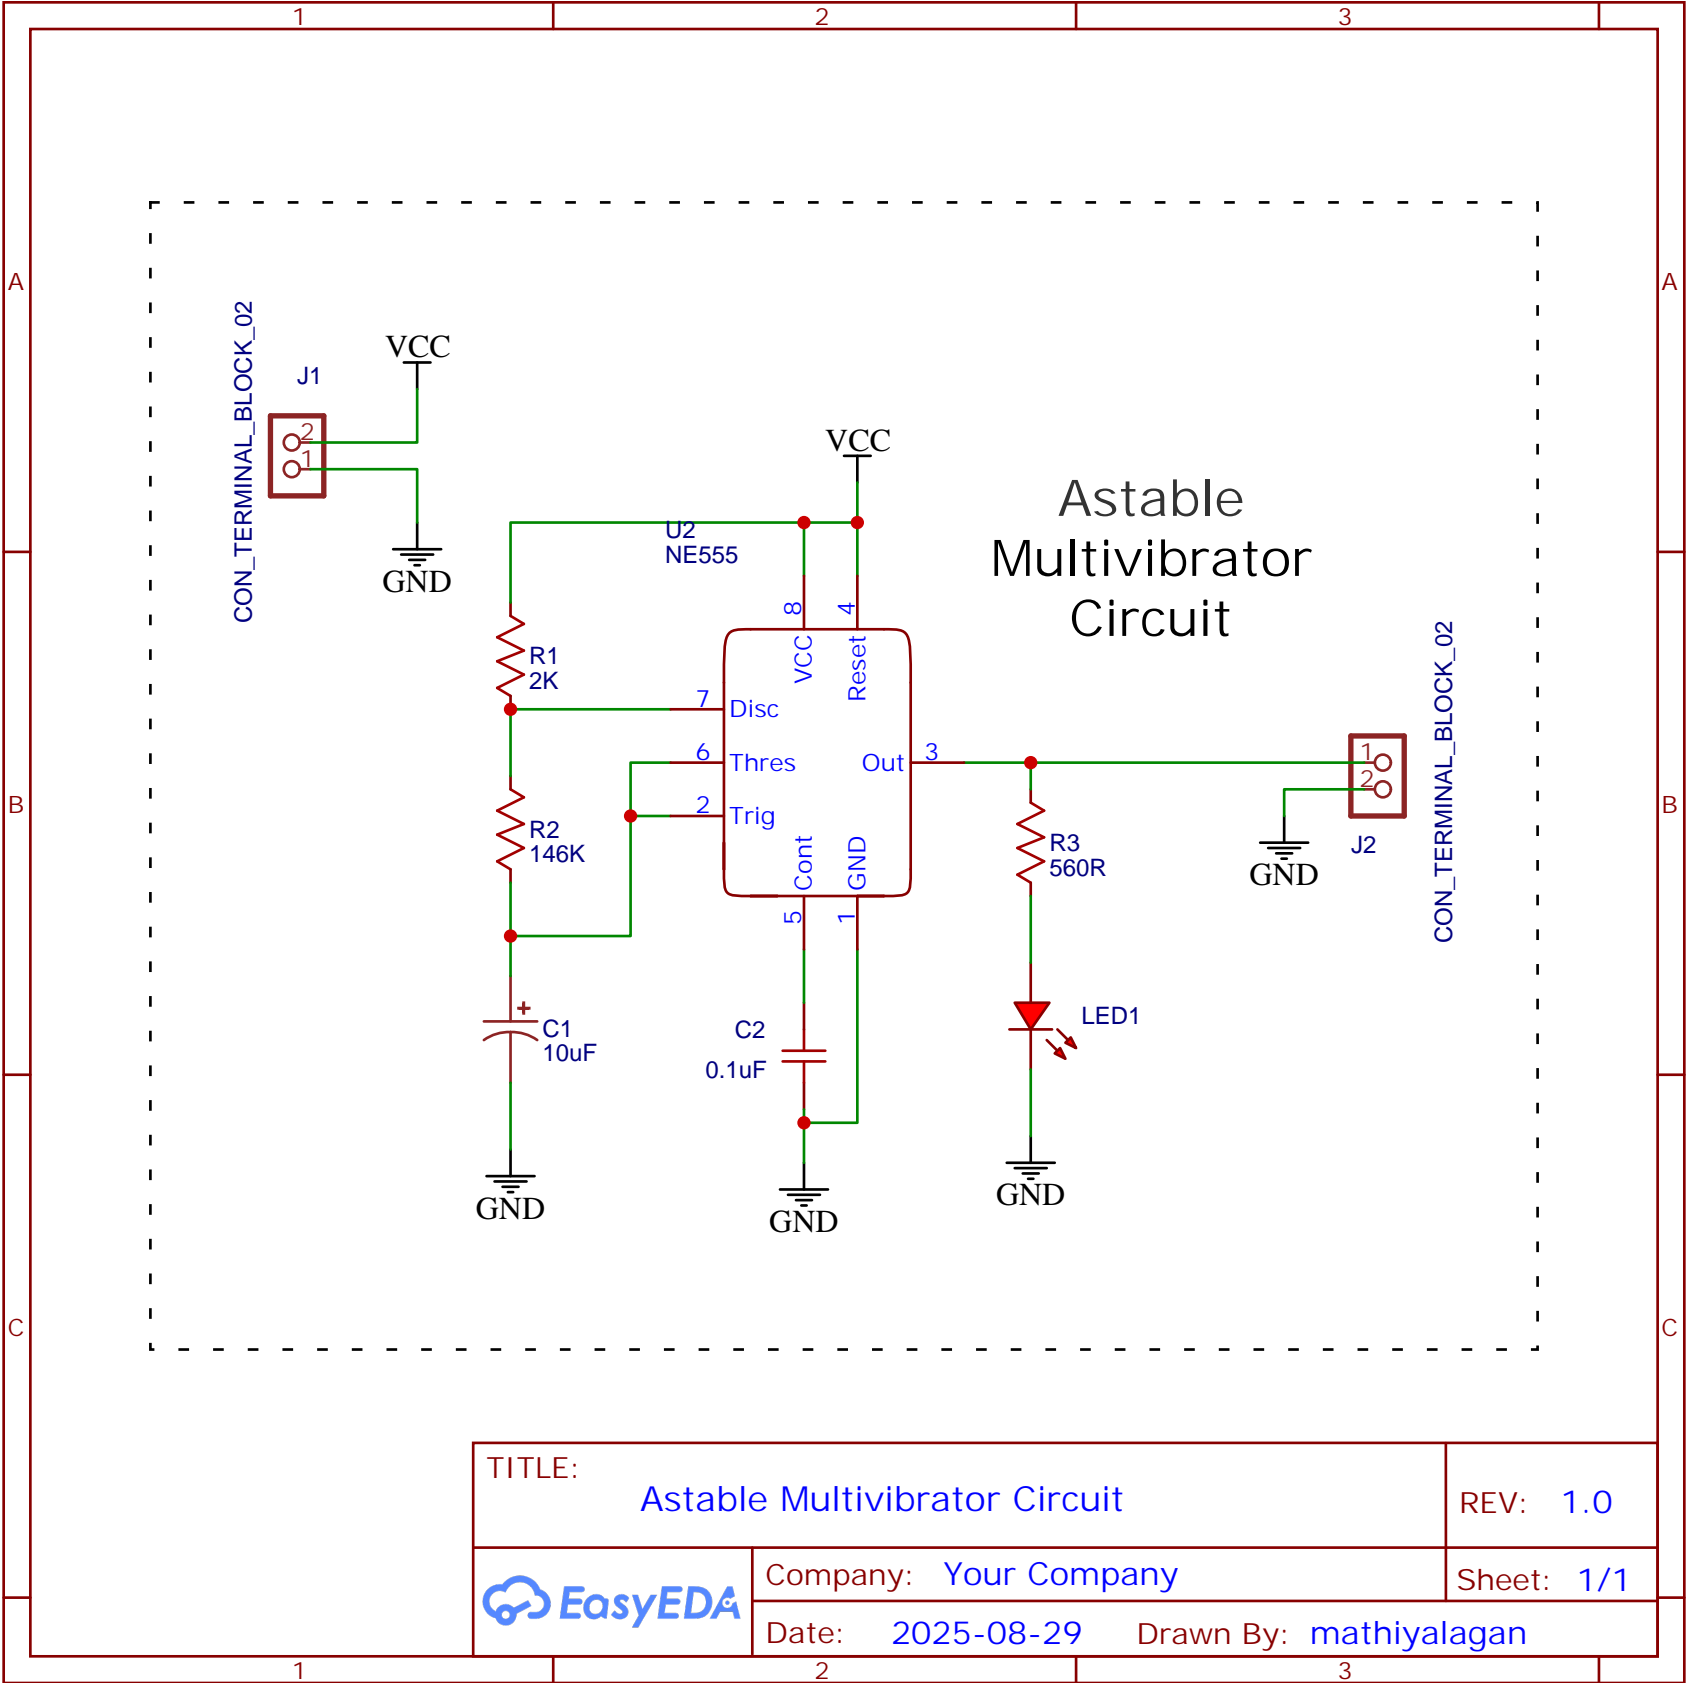 1
2
3
A
A
CON_TERMINAL_BLOCK_02
J1
VCC
2
1
GND
VCC
Astable
Multivibrator
Circuit
U2
NE555
8
4
VCC
Reset
R1
2K
7
Disc
6
Thres
Out
3
2
Trig
R2
146K
Cont
GND
5
1
B
B
CON_TERMINAL_BLOCK_02
1
2
J2
GND
R3
560R
+
C1
10uF
C2
0.1uF
LED1
GND
GND
GND
C
C
TITLE:
Astable Multivibrator Circuit
REV: 1.0
EasyEDA
Company: Your Company
Sheet: 1/1
Date: 2025-08-29
Drawn By: mathiyalagan
1
2
3